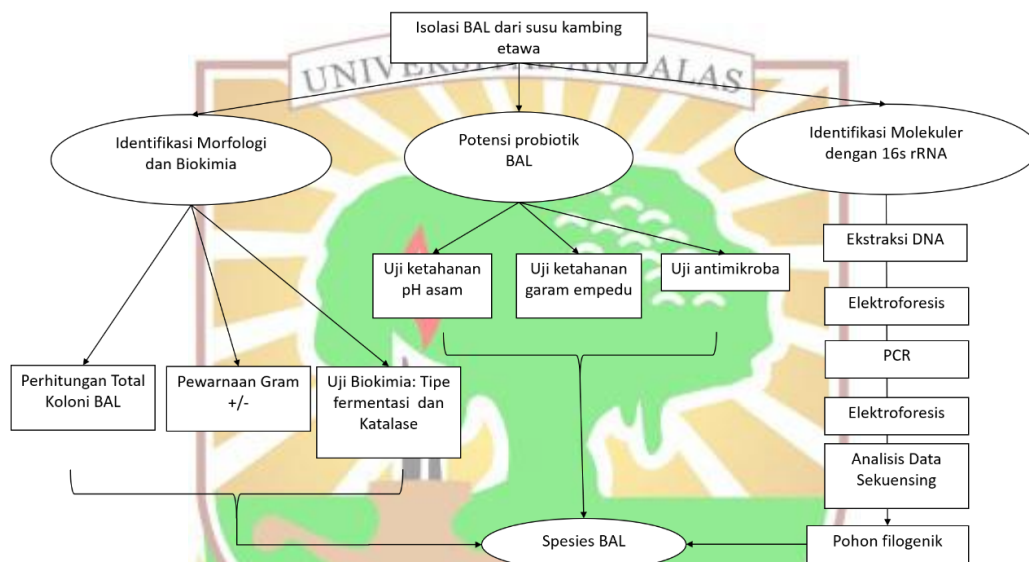 Isolasi BAL dari susu kambing
etawa
UNIVERSITAS ANDALAS
Identifikasi Morfologi
dan Biokimia
Potensi probiotik
BAL
Identifikasi Molekuler
dengan 16s rRNA
Uji ketahanan
pH asam
Uji ketahanan
garam empedu
Uji antimikroba
Ekstraksi DNA
Elektroforesis
PCR
Elektroforesis
Analisis Data
Sekuensing
Pohon filogenik
Perhitungan Total
Koloni BAL
Pewarnaan Gram
+/-
Uji Biokimia: Tipe
fermentasi dan
Katalase
Spesies BAL